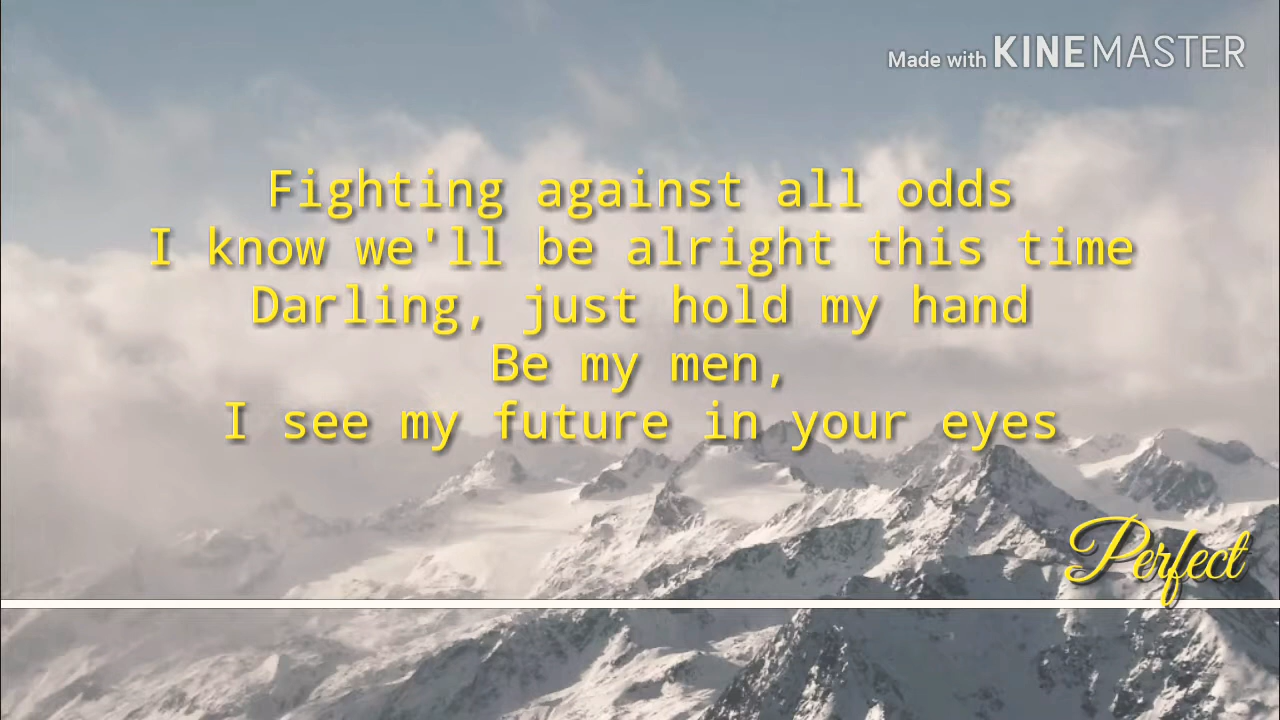 Made with KINEMASTER
Fighting against all odds
I know we'll be alright this time
Darling, just hold my hand
Be my men,
I see my future in your eyes
Perfect